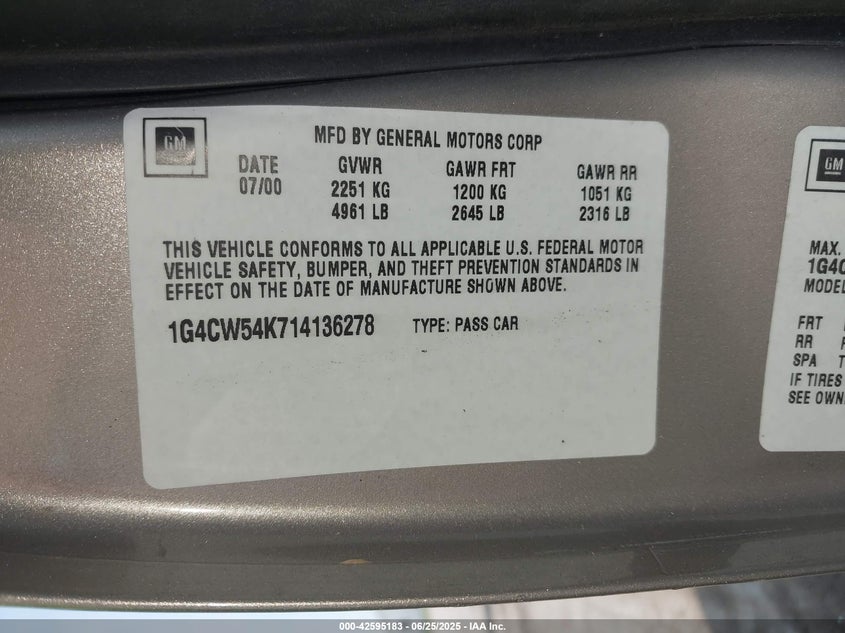 GM
MFD BY GENERAL MOTORS CORP
DATE GVWR GAWR FRT GAWR RR
07/00 2251 KG 1200 KG 1051 KG
4961 LB 2645 LB 2316 LB
THIS VEHICLE CONFORMS TO ALL APPLICABLE U.S. FEDERAL MOTOR
VEHICLE SAFETY, BUMPER, AND THEFT PREVENTION STANDARDS IN
EFFECT ON THE DATE OF MANUFACTURE SHOWN ABOVE.
1G4CW54K714136278 TYPE: PASS CAR
GM
MAX.
1G4C
MODEL
FRT
RR
SPA
IF TIRES
SEE OWN
000-42595183 - 06/25/2025 - IAA Inc.